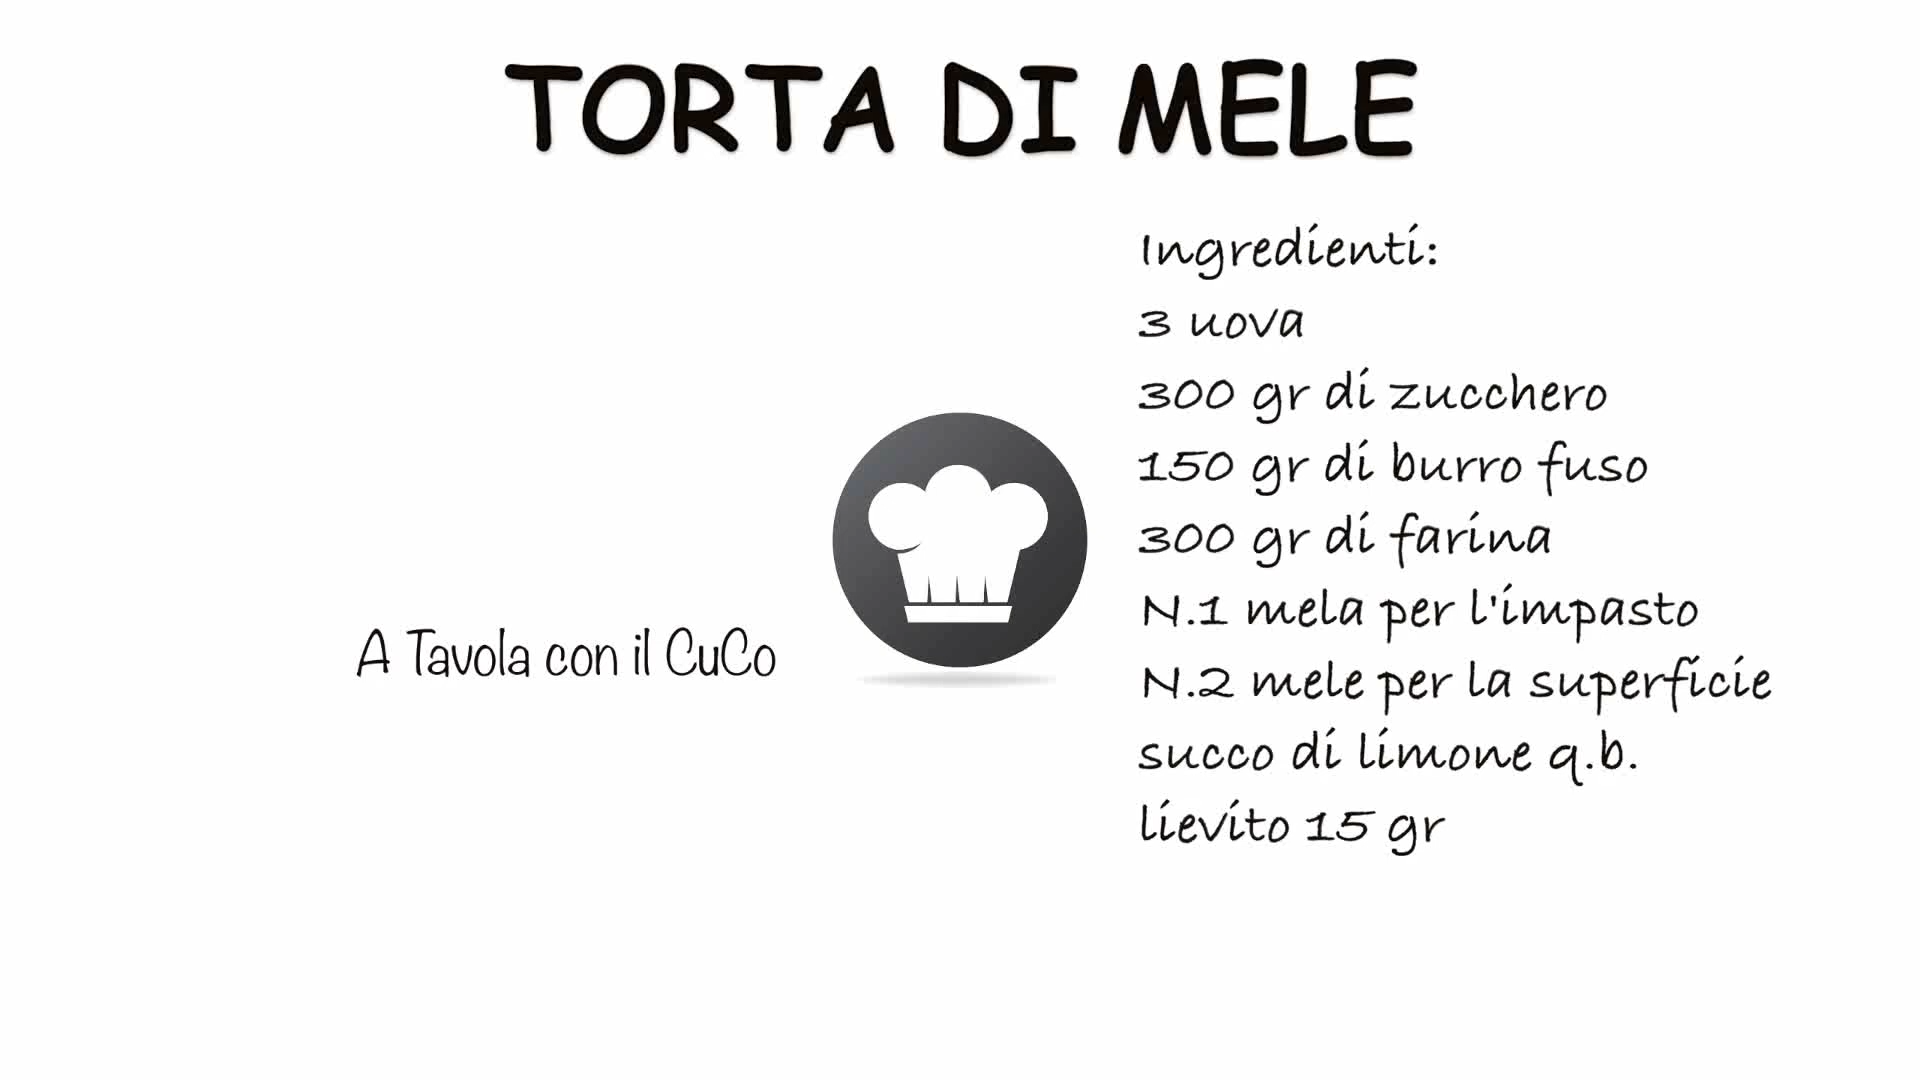 TORTA DI MELE
A Tavola con il CuCo
Ingredienti:
3 uova
300 gr di zucchero
150 gr di burro fuso
300 gr di farina
N.1 mela per l'impasto
N.2 mele per la superficie
succo di limone q.b.
lievito 15 gr